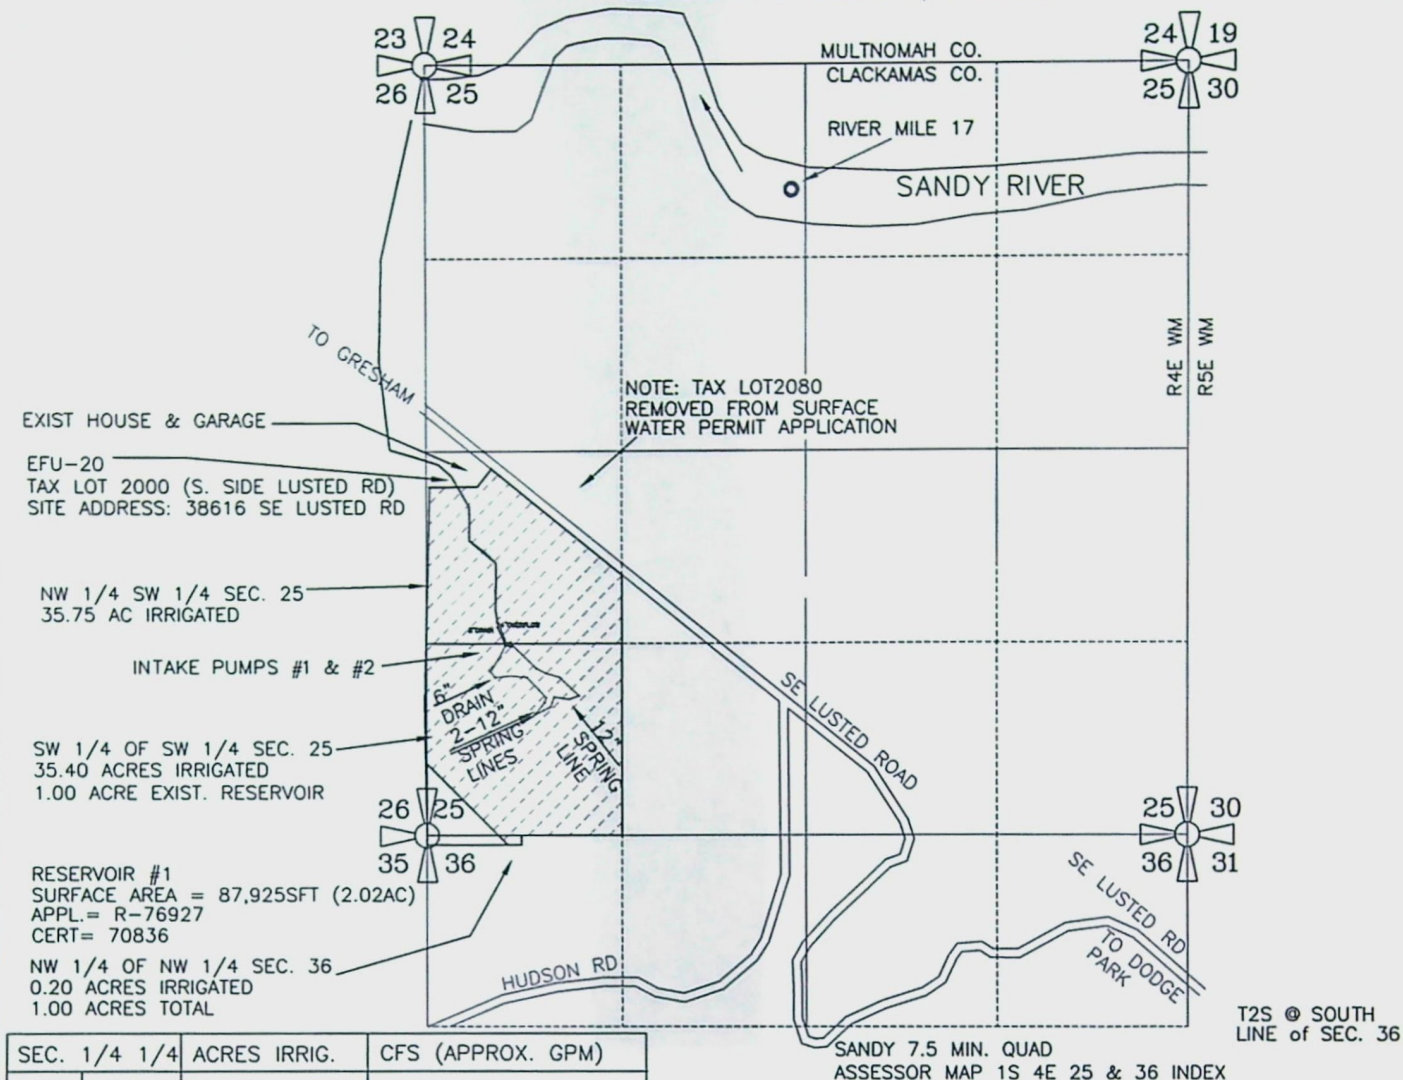 23 24
26 25
24 19
25 30
MULTNOMAH CO.
CLACKAMAS CO.
RIVER MILE 17
SANDY RIVER
R4E WM
R5E WM
TO GRESHAM
NOTE: TAX LOT2080
REMOVED FROM SURFACE
WATER PERMIT APPLICATION
EXIST HOUSE & GARAGE
EFU-20
TAX LOT 2000 (S. SIDE LUSTED RD)
SITE ADDRESS: 38616 SE LUSTED RD
NW 1/4 SW 1/4 SEC. 25
35.75 AC IRRIGATED
INTAKE PUMPS #1 & #2
6"
DRAIN
2-12"
SPRING
LINES
12"
SPRING
LINE
SE LUSTED ROAD
SW 1/4 OF SW 1/4 SEC. 25
35.40 ACRES IRRIGATED
1.00 ACRE EXIST. RESERVOIR
26 25
35 36
25 30
36 31
RESERVOIR #1
SURFACE AREA = 87,925SFT (2.02AC)
APPL.= R-76927
CERT= 70836
NW 1/4 OF NW 1/4 SEC. 36
0.20 ACRES IRRIGATED
1.00 ACRES TOTAL
HUDSON RD
SE LUSTED RD
TO DODGE
PARK
T2S @ SOUTH
LINE of SEC. 36
SEC. 1/4 1/4 ACRES IRRIG. CFS (APPROX. GPM)
SANDY 7.5 MIN. QUAD
ASSESSOR MAP 1S 4E 25 & 36 INDEX